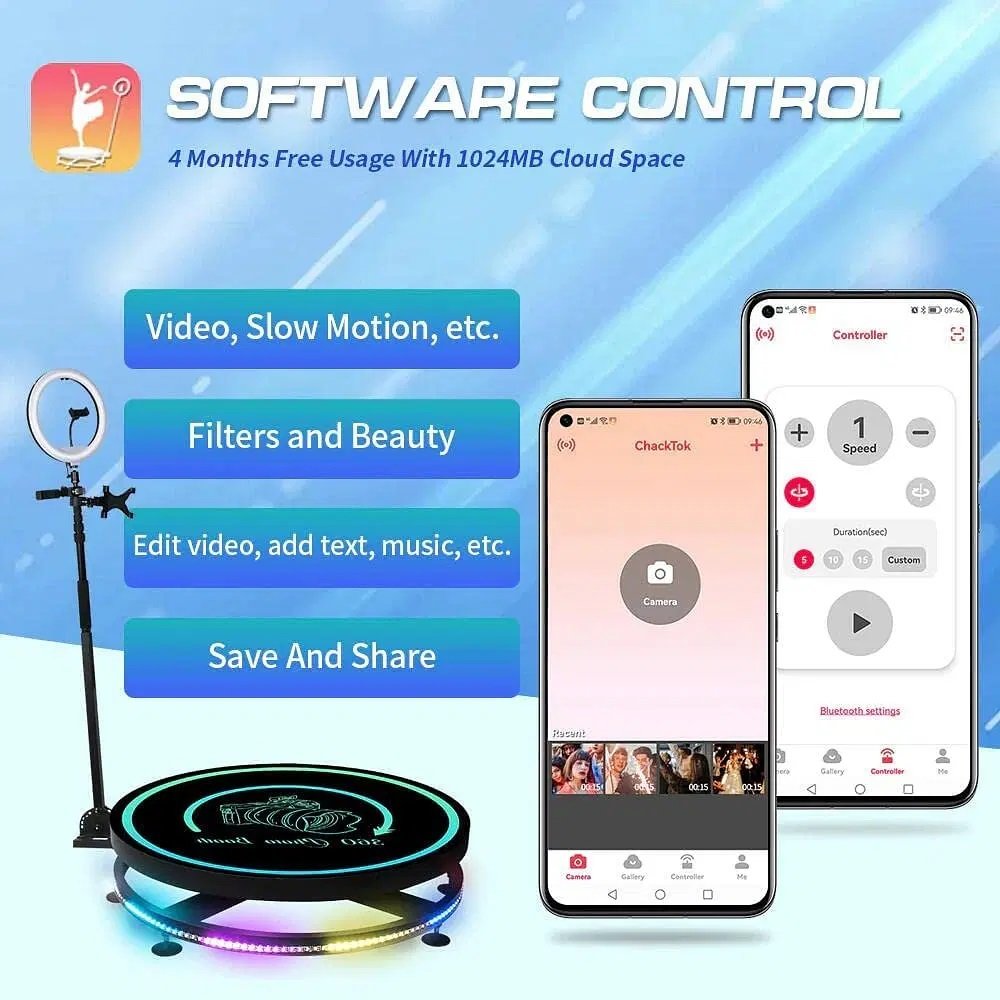 SOFTWARE CONTROL
4 Months Free Usage With 1024MB Cloud Space
Video, Slow Motion, etc.
Filters and Beauty
Edit video, add text, music, etc.
Save And Share
360 Photo Booth
09:46
ChackTok
+
Camera
Recent
00:15 00:15 00:15 00:15
Camera Gallery Controller Me
09:46
Controller
+ 1 −
Speed
Duration(sec)
5 10 15 Custom
Bluetooth settings
Gallery Controller Me